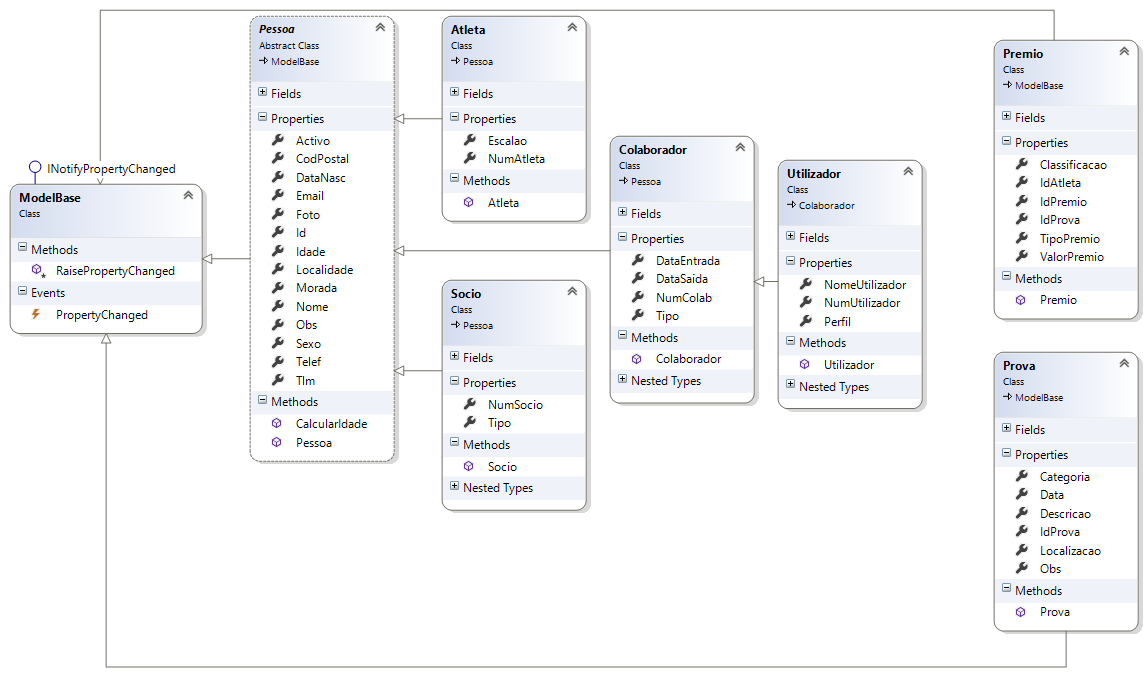 INotifyPropertyChanged
ModelBase
Class
Methods
RaisePropertyChanged
Events
PropertyChanged
Pessoa
Abstract Class
ModelBase
Fields
Properties
Activo
CodPostal
DataNasc
Email
Foto
Id
Idade
Localidade
Morada
Nome
Obs
Sexo
Telef
Tlm
Methods
CalcularIdade
Pessoa
Atleta
Class
Pessoa
Fields
Properties
Escalao
NumAtleta
Methods
Atleta
Socio
Class
Pessoa
Fields
Properties
NumSocio
Tipo
Methods
Socio
Nested Types
Colaborador
Class
Pessoa
Fields
Properties
DataEntrada
DataSaida
NumColab
Tipo
Methods
Colaborador
Nested Types
Utilizador
Class
Colaborador
Fields
Properties
NomeUtilizador
NumUtilizador
Perfil
Methods
Utilizador
Nested Types
Premio
Class
ModelBase
Fields
Properties
Classificacao
IdAtleta
IdPremio
IdProva
TipoPremio
ValorPremio
Methods
Premio
Prova
Class
ModelBase
Fields
Properties
Categoria
Data
Descricao
IdProva
Localizacao
Obs
Methods
Prova